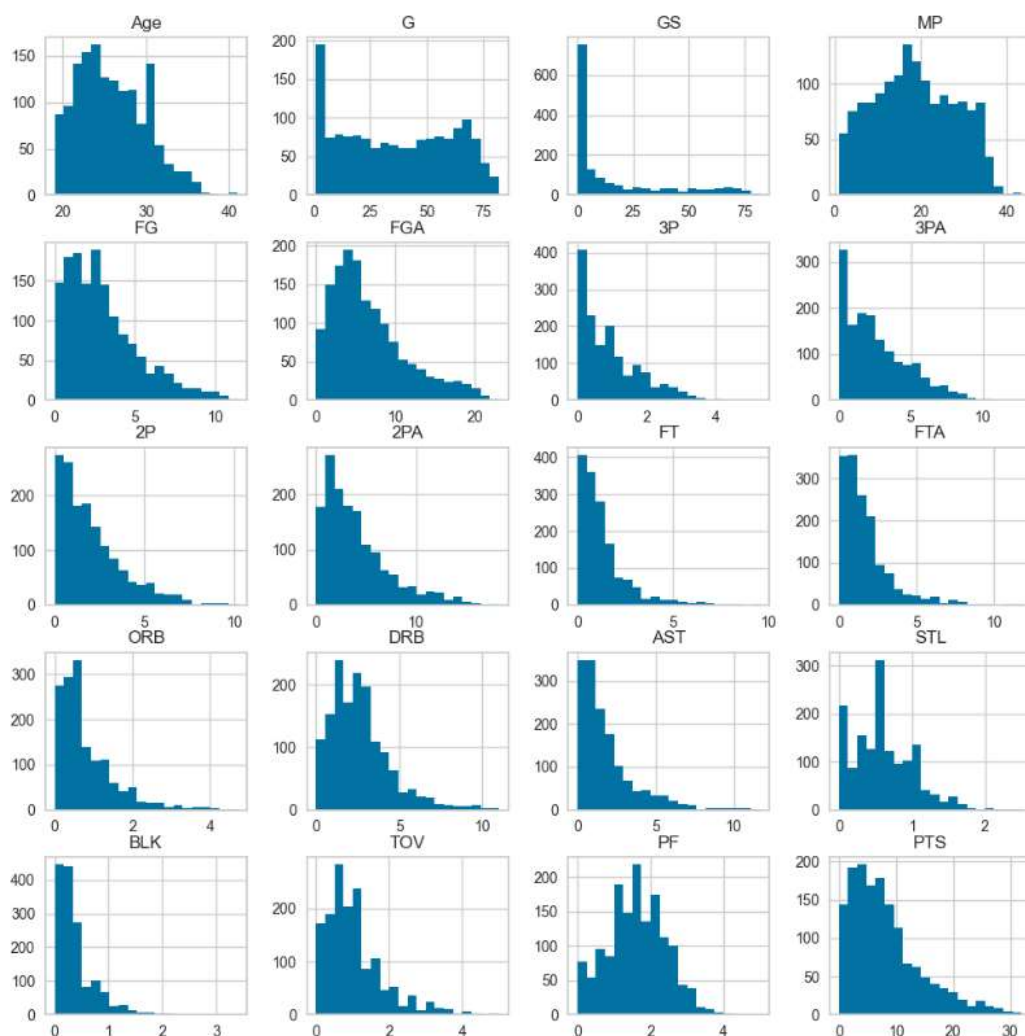 Age G GS MP
150 200 600 100
100 150 400 50
50 100 200 0
0 50 0
0
20 30 40 0 25 50 75 0 25 50 75 0 20 40
FG FGA 3P 3PA
150 200 400 300
100 150 300 200
50 100 200 100
0 50 100 0
0 0
0 5 10 0 10 20 0 2 4 0 5 10
2P 2PA FT FTA
200 200 400 300
100 100 300 200
0 0 200 100
100 0
0
0 5 10 0 10 0 5 10 0 5 10
ORB DRB AST STL
300 200 300 300
200 100 200 200
100 0 100 100
0 0 0
0 2 4 0 5 10 0 5 10 0 1 2
BLK TOV PF PTS
400 200 200 200
300 100 150 150
200 0 100 100
100 50 50
0 0 0
0 1 2 3 0 2 4 0 2 4 0 10 20 30